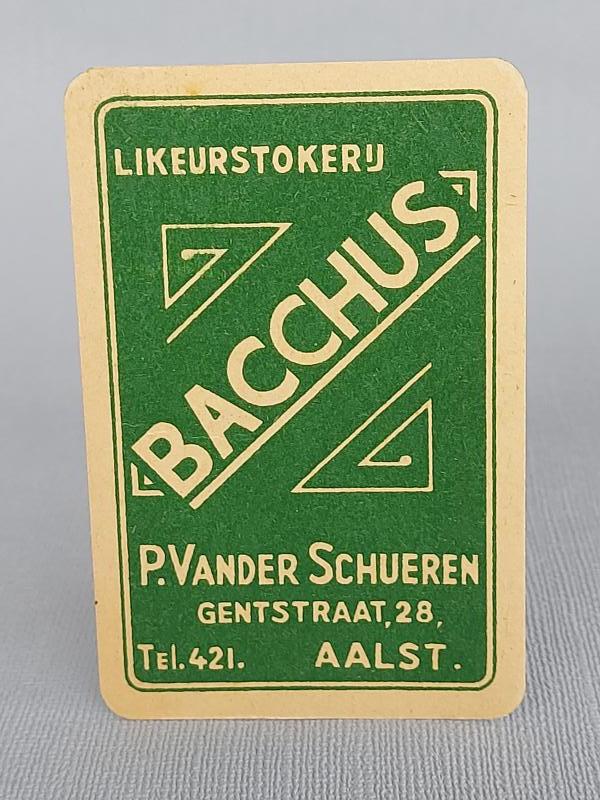 LIKEURSTOKERIJ
BACCHUS
P. VANDER SCHUEREN
GENTSTRAAT, 28,
TEL. 421. AALST.